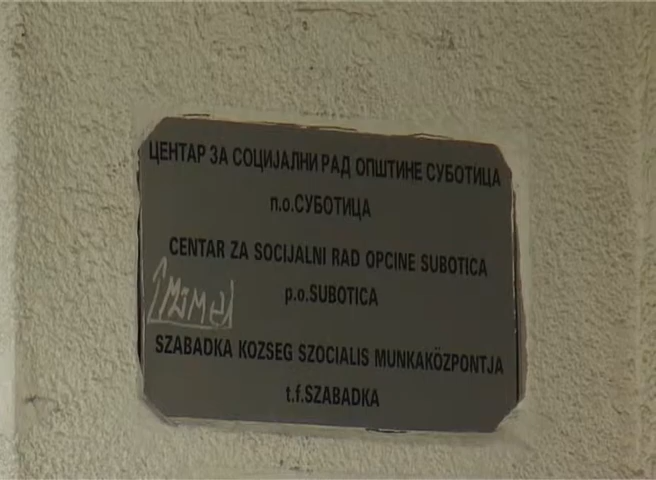 ЦЕНТАР ЗА СОЦИЈАЛНИ РАД ОПШТИНЕ СУБОТИЦА
п.о.СУБОТИЦА
CENTAR ZA SOCIJALNI RAD OPCINE SUBOTICA
p.o.SUBOTICA
SZABADKA KOZSEG SZOCIALIS MUNKAKÖZPONTJA
t.f.SZABADKA